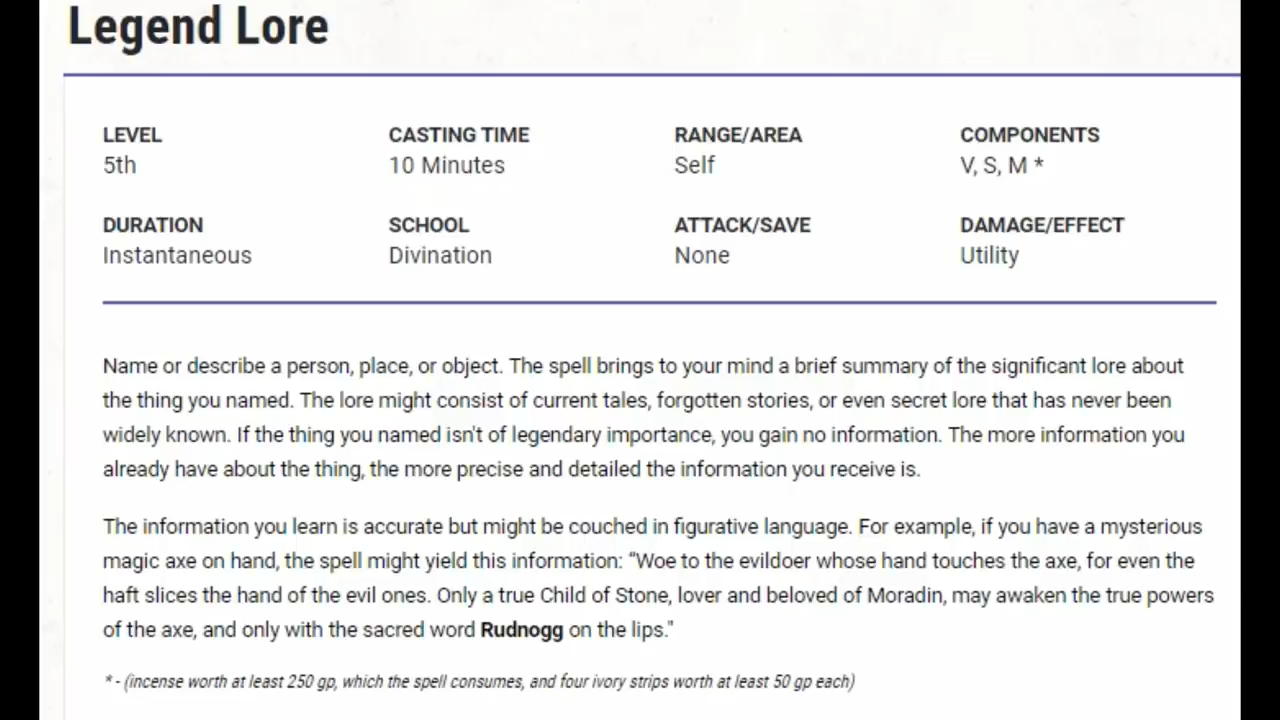 Legend Lore
LEVEL CASTING TIME RANGE/AREA COMPONENTS
5th 10 Minutes Self V, S, M *
DURATION SCHOOL ATTACK/SAVE DAMAGE/EFFECT
Instantaneous Divination None Utility
Name or describe a person, place, or object. The spell brings to your mind a brief summary of the significant lore about
the thing you named. The lore might consist of current tales, forgotten stories, or even secret lore that has never been
widely known. If the thing you named isn't of legendary importance, you gain no information. The more information you
already have about the thing, the more precise and detailed the information you receive is.
The information you learn is accurate but might be couched in figurative language. For example, if you have a mysterious
magic axe on hand, the spell might yield this information: “Woe to the evildoer whose hand touches the axe, for even the
haft slices the hand of the evil ones. Only a true Child of Stone, lover and beloved of Moradin, may awaken the true powers
of the axe, and only with the sacred word Rudnogg on the lips."
* - (incense worth at least 250 gp, which the spell consumes, and four ivory strips worth at least 50 gp each)